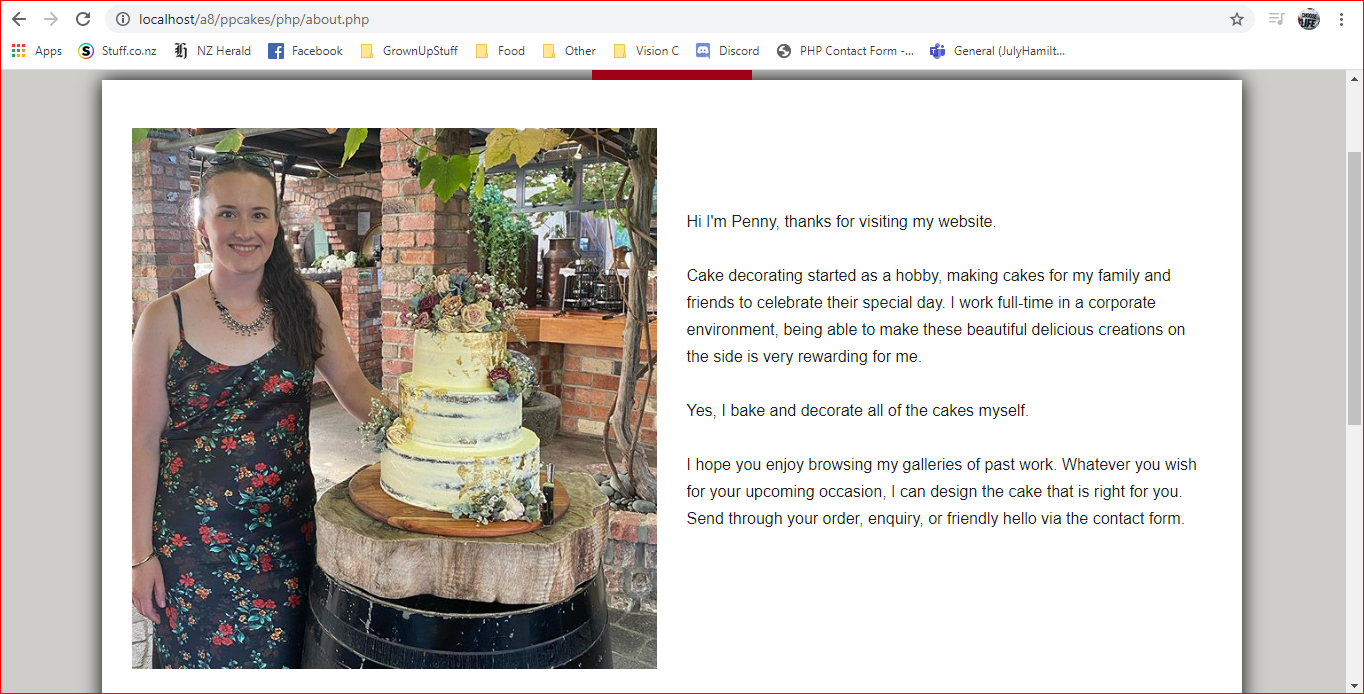 localhost/a8/ppcakes/php/about.php
Apps Stuff.co.nz NZ Herald Facebook GrownUpStuff Food Other Vision C Discord PHP Contact Form -... General (JulyHamilt...
Hi I'm Penny, thanks for visiting my website.
Cake decorating started as a hobby, making cakes for my family and
friends to celebrate their special day. I work full-time in a corporate
environment, being able to make these beautiful delicious creations on
the side is very rewarding for me.
Yes, I bake and decorate all of the cakes myself.
I hope you enjoy browsing my galleries of past work. Whatever you wish
for your upcoming occasion, I can design the cake that is right for you.
Send through your order, enquiry, or friendly hello via the contact form.